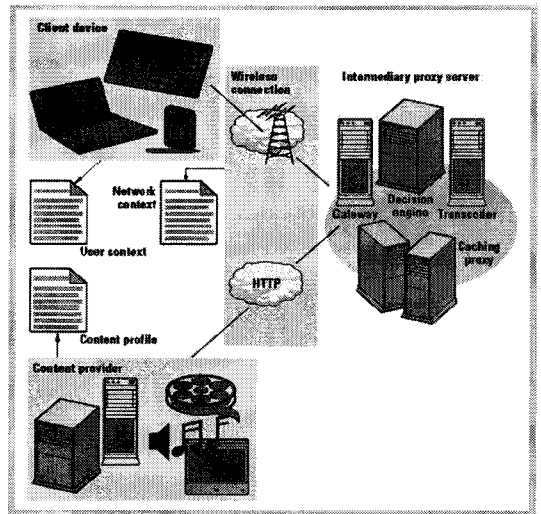 Client device
Wireless
connection
Intermediary proxy server
Network
context
User context
Gateway
Decision
engine
Transcoder
Caching
proxy
HTTP
Content profile
Content provider